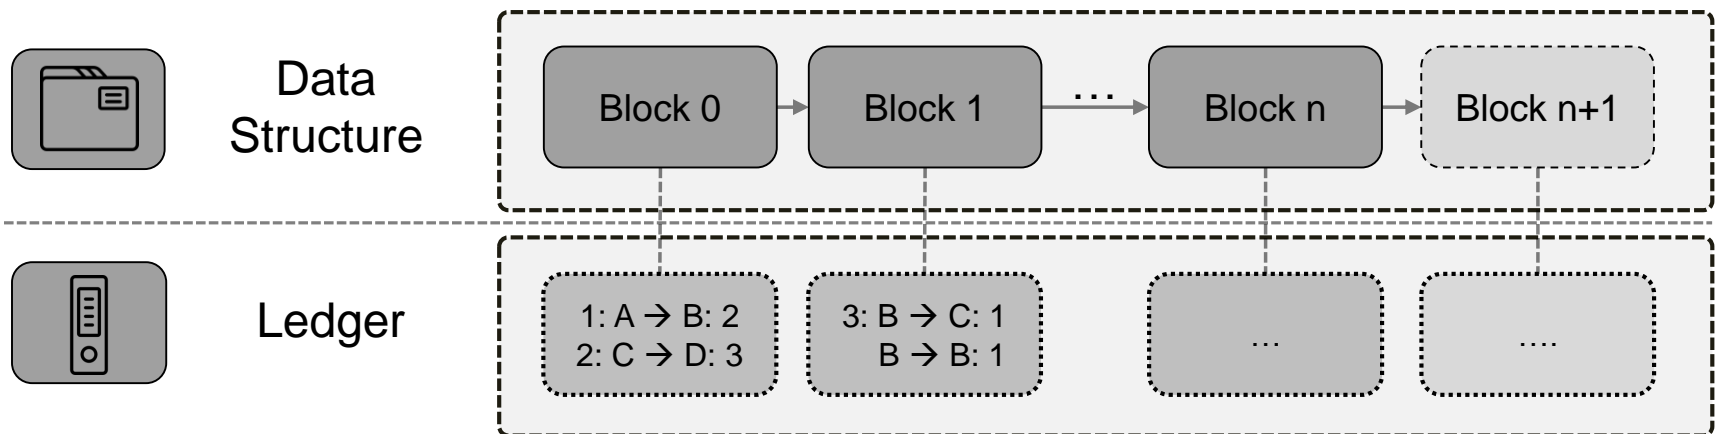 Data
Structure
Block 0
Block 1
...
Block n
Block n+1
Ledger
1: A → B: 2
2: C → D: 3
3: B → C: 1
B → B: 1
...
....